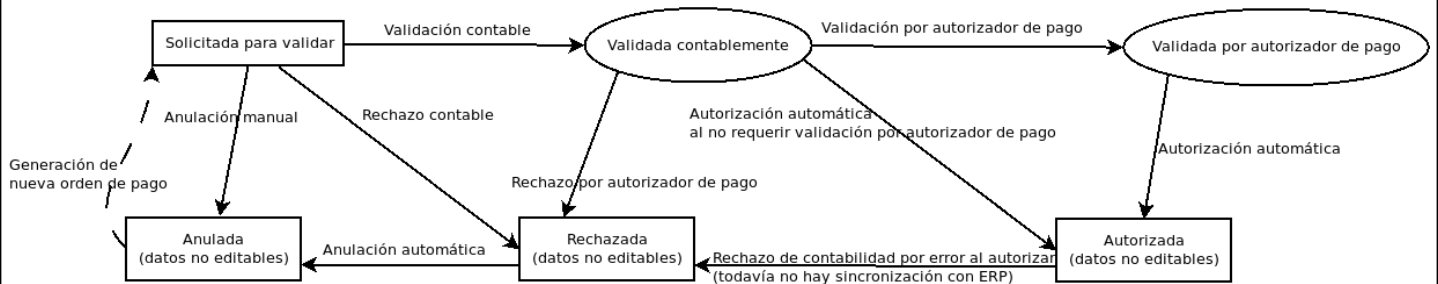 Solicitada para validar
Validación contable
Validada contablemente
Validación por autorizador de pago
Validada por autorizador de pago
Anulación manual
Rechazo contable
Autorización automática
al no requerir validación por autorizador de pago
Autorización automática
Generación de
nueva orden de pago
Rechazo por autorizador de pago
Anulada
(datos no editables)
Anulación automática
Rechazada
(datos no editables)
Rechazo de contabilidad por error al autorizar
(todavía no hay sincronización con ERP)
Autorizada
(datos no editables)